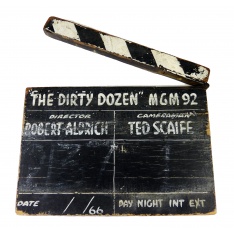 "THE DIRTY DOZEN" MGM 92
DIRECTOR CAMERAMAN
ROBERT ALDRICH TED SCAIFE
DATE / /66 DAY NIGHT INT EXT